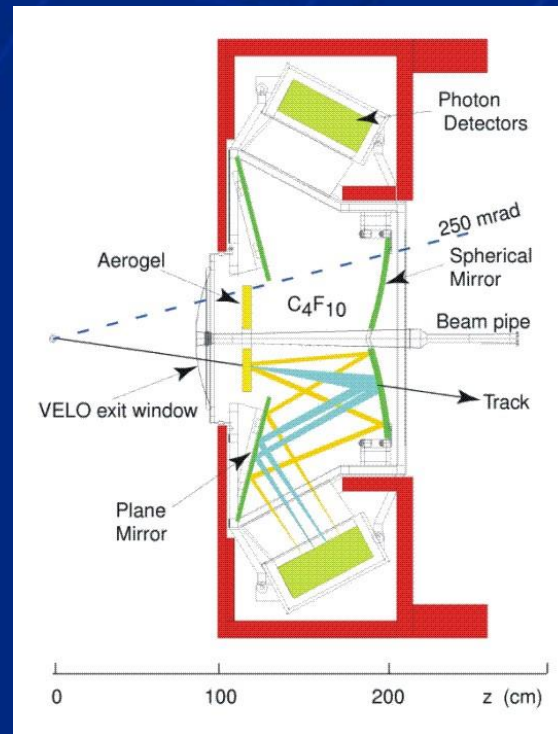 Photon
Detectors
250 mrad
Aerogel
Spherical
Mirror
C4F10
Beam pipe
VELO exit window
Track
Plane
Mirror
0 100 200 z (cm)